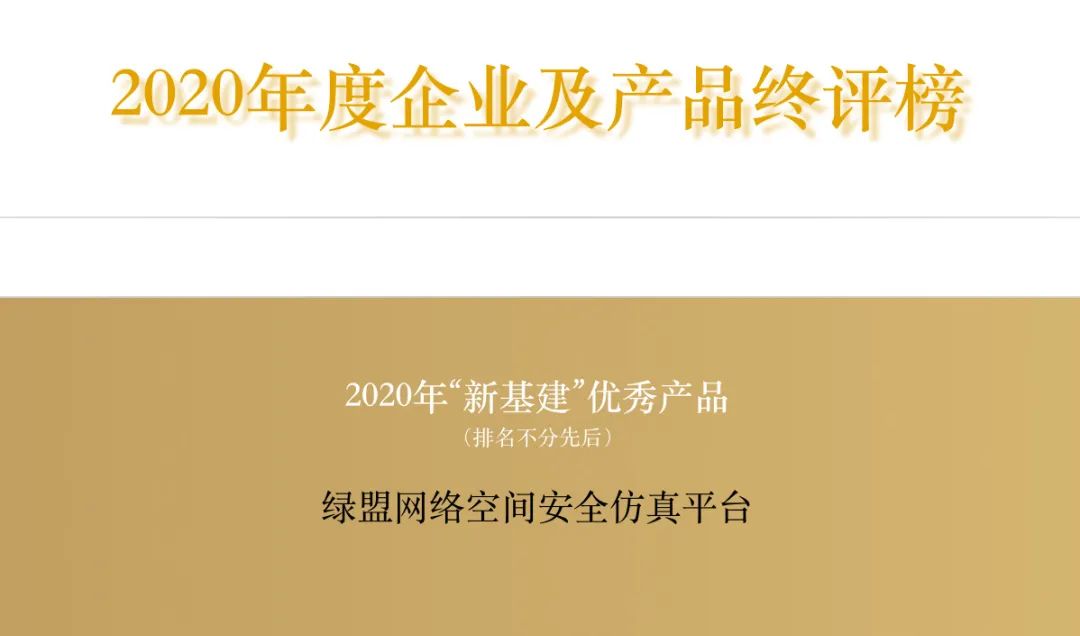 2020年度企业及产品终评榜
2020年“新基建”优秀产品
（排名不分先后）
绿盟网络空间安全仿真平台